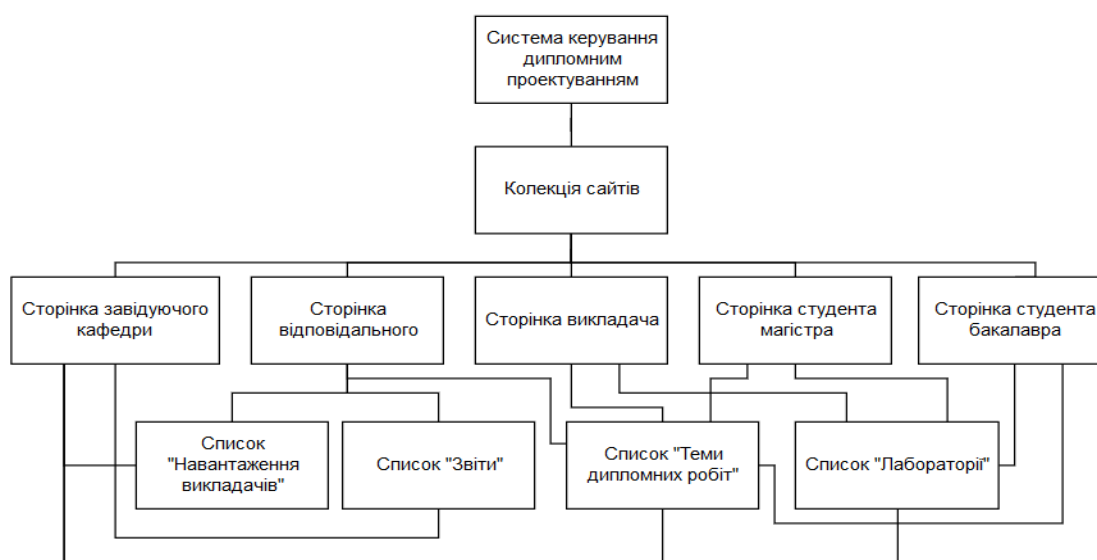 Система керування
дипломним
проектуванням
Колекція сайтів
Сторінка завідуючого
кафедри
Сторінка
відповідального
Сторінка викладача
Сторінка студента
магістра
Сторінка студента
бакалавра
Список
"Навантаження
викладачів"
Список "Звіти"
Список "Теми
дипломних робіт"
Список "Лабораторії"